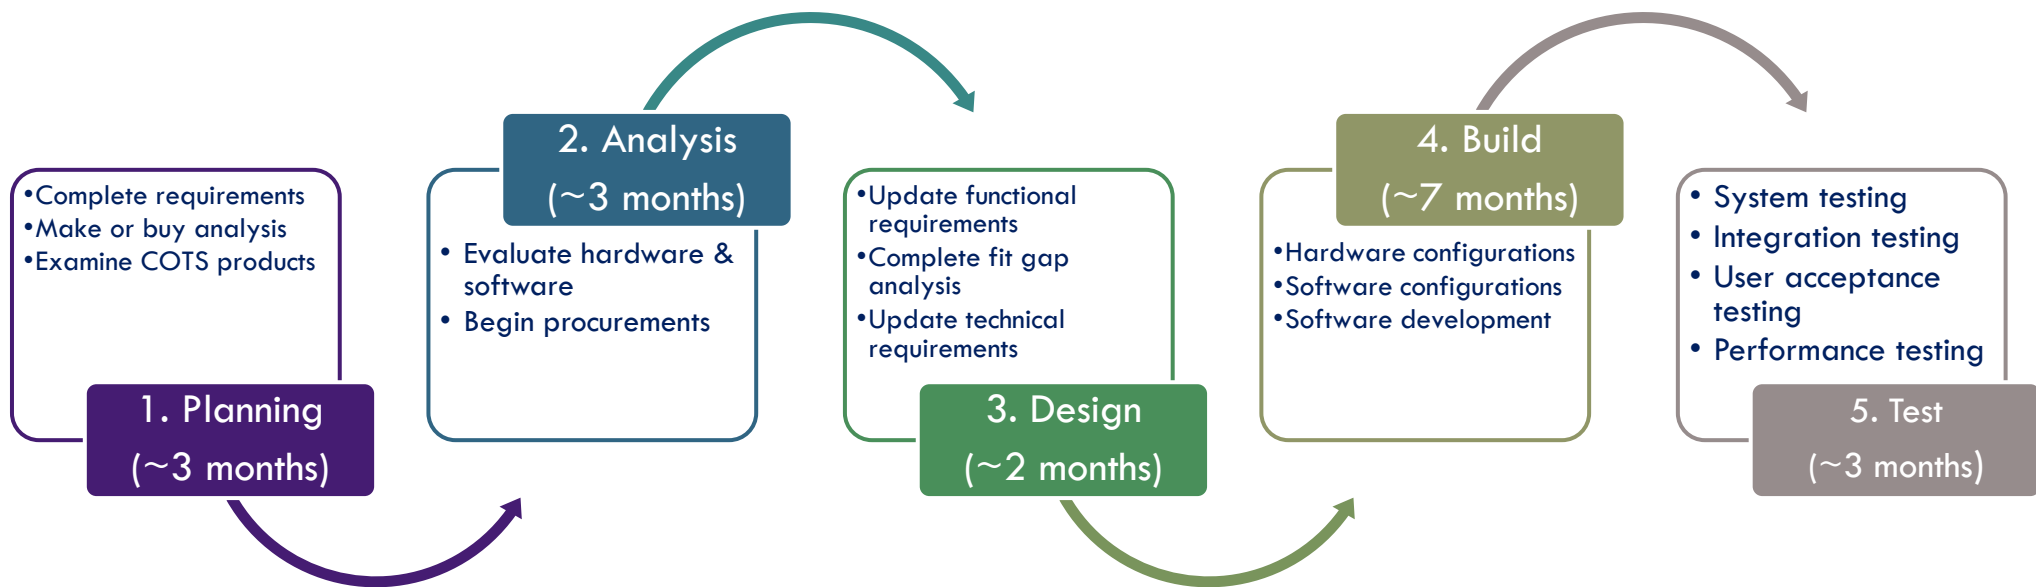 •Complete requirements
•Make or buy analysis
•Examine COTS products
1. Planning
(~3 months)
2. Analysis
(~3 months)
• Evaluate hardware &
software
• Begin procurements
•Update functional
requirements
•Complete fit gap
analysis
•Update technical
requirements
3. Design
(~2 months)
4. Build
(~7 months)
•Hardware configurations
•Software configurations
•Software development
• System testing
• Integration testing
• User acceptance
testing
• Performance testing
5. Test
(~3 months)